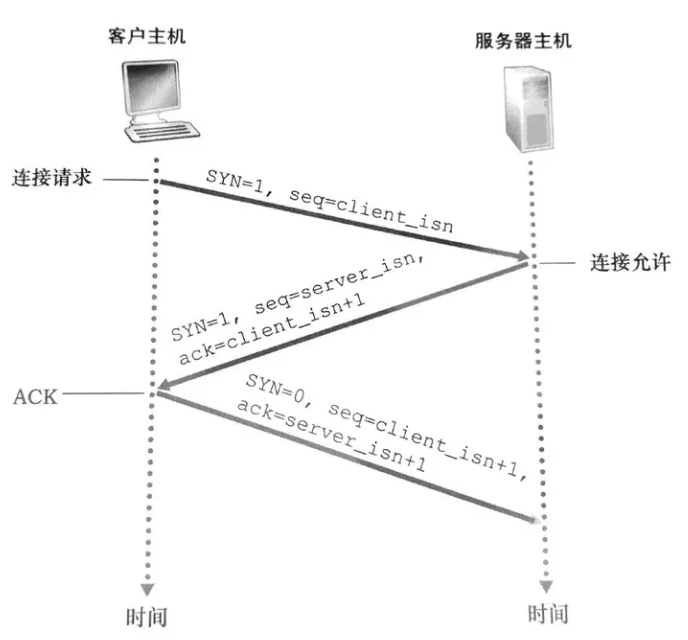 客户主机
服务器主机
连接请求
SYN=1, seq=client_isn
连接允许
SYN=1, seq=server_isn,
ack=client_isn+1
ACK
SYN=0, seq=client_isn+1,
ack=server_isn+1
时间
时间